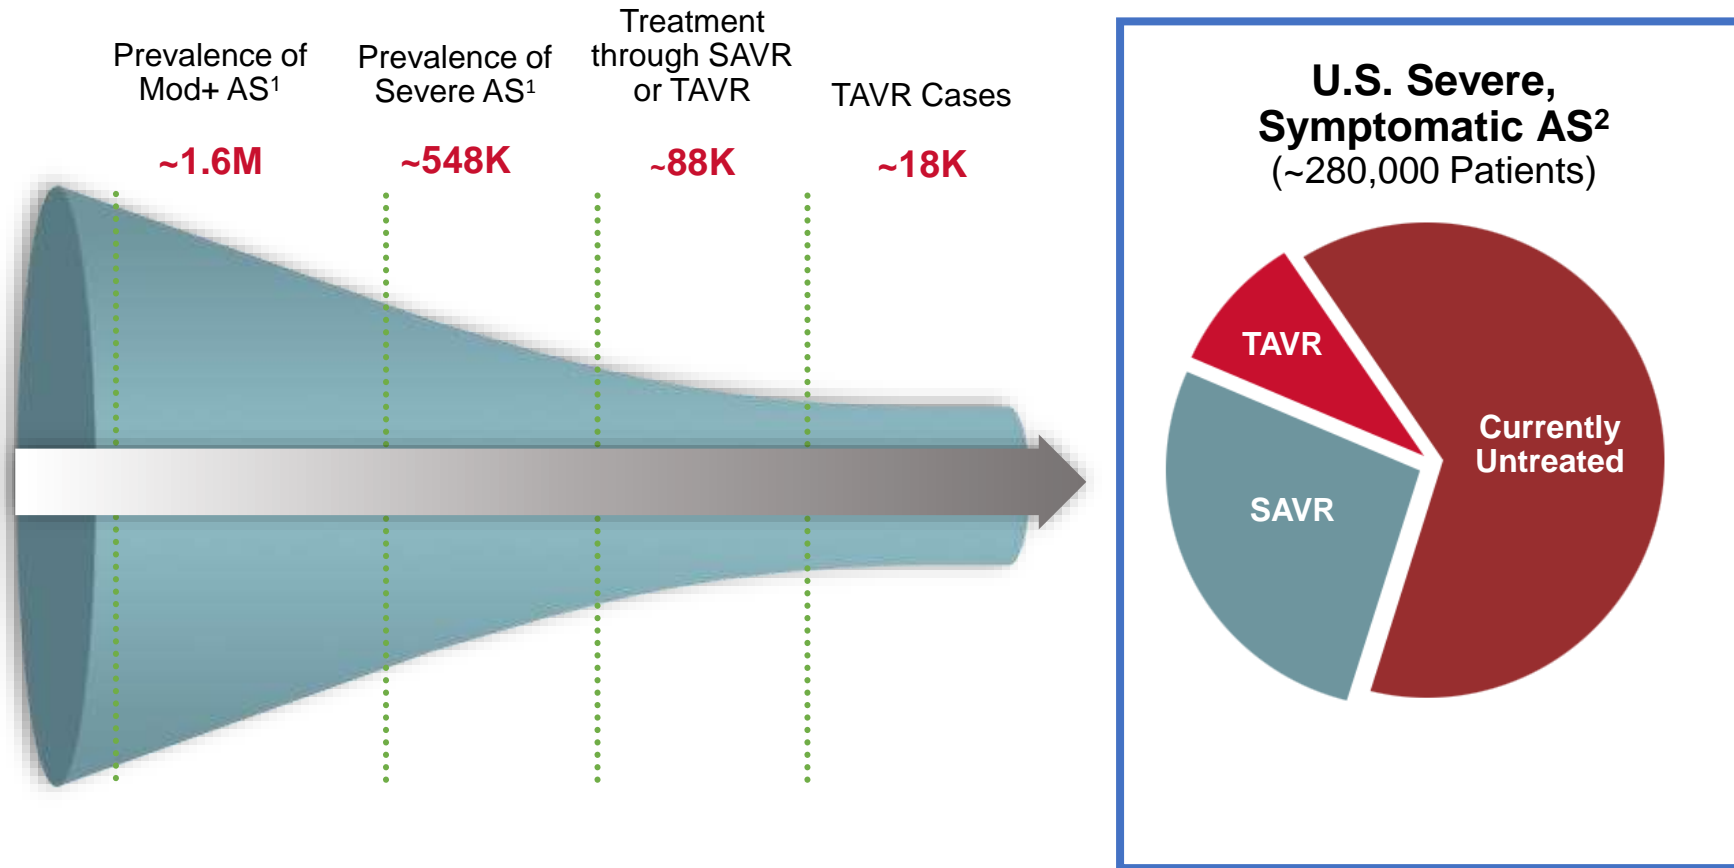 Prevalence of
Mod+ AS¹
~1.6M
Prevalence of
Severe AS¹
~548K
Treatment
through SAVR
or TAVR
~88K
TAVR Cases
~18K
U.S. Severe,
Symptomatic AS²
(~280,000 Patients)
TAVR
Currently
Untreated
SAVR